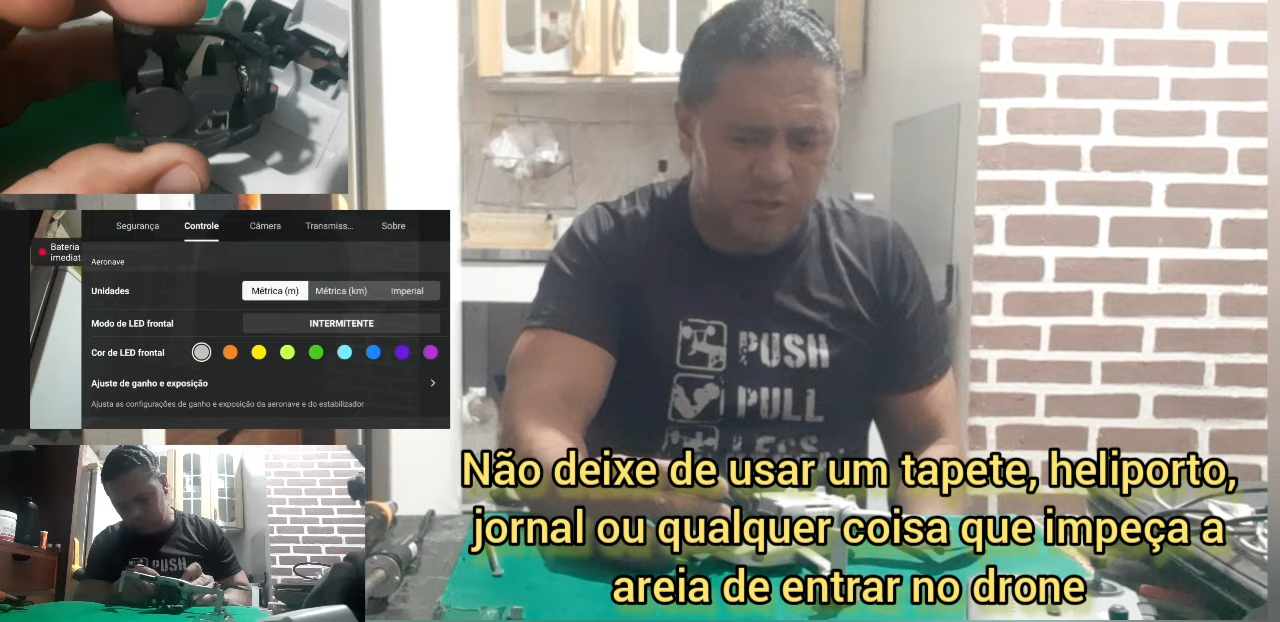 Segurança Controle Câmera Transmiss... Sobre
Bateria
imediat
Aeronave
Unidades Métrica (m) Métrica (km) Imperial
Modo de LED frontal INTERMITENTE
Cor de LED frontal
Ajuste de ganho e exposição
Ajusta as configurações de ganho e exposição da aeronave e do estabilizador
PUSH
PUSH
PULL
LEGS
Não deixe de usar um tapete, heliporto,
jornal ou qualquer coisa que impeça a
areia de entrar no drone